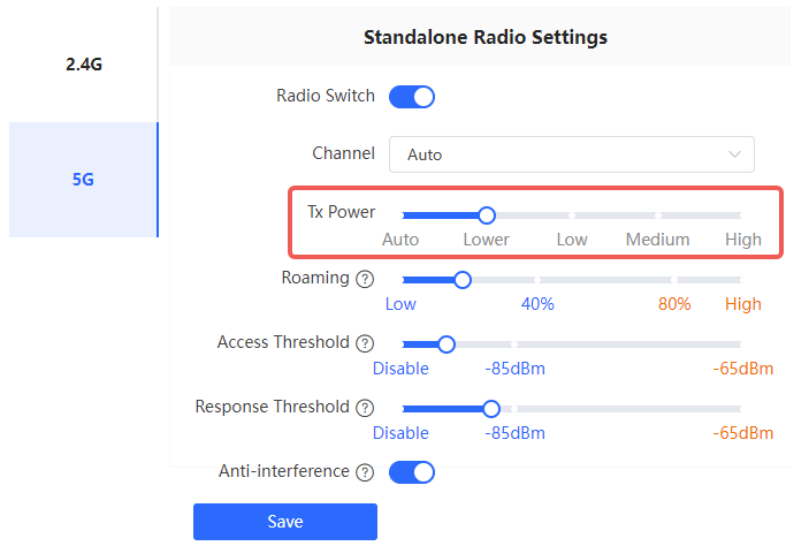 Standalone Radio Settings
2.4G
5G
Radio Switch
Channel Auto
Tx Power
Auto Lower Low Medium High
Roaming ?
Low 40% 80% High
Access Threshold ?
Disable -85dBm -65dBm
Response Threshold ?
Disable -85dBm -65dBm
Anti-interference ?
Save